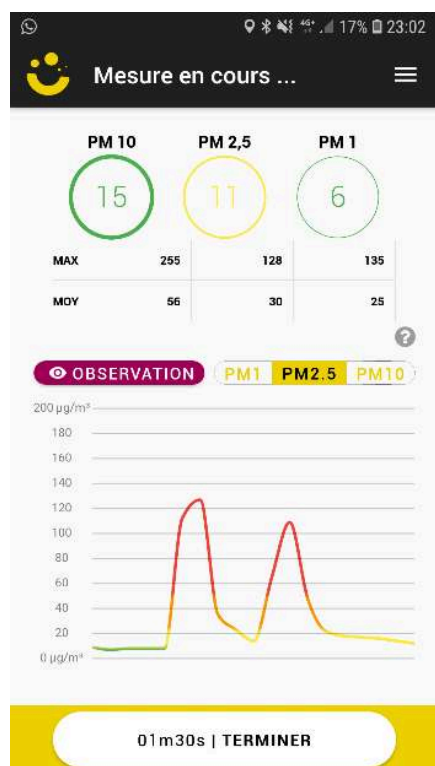 17% 23:02
Mesure en cours ...
PM 10 PM 2,5 PM 1
15 11 6
MAX 255 128 135
MOY 56 30 25
?
OBSERVATION PM1 PM2.5 PM10
200 µg/m³
180
160
140
120
100
80
60
40
20
0 µg/m³
01m30s | TERMINER